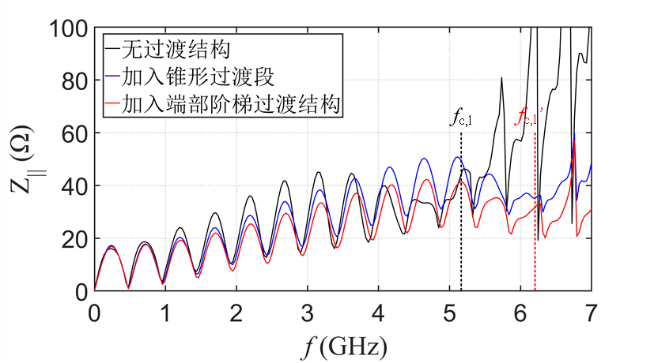 100
80
60
40
20
0
Z|| (Ω)
无过渡结构
加入锥形过渡段
加入端部阶梯过渡结构
fc,1
fc,1'
0 1 2 3 4 5 6 7
f (GHz)